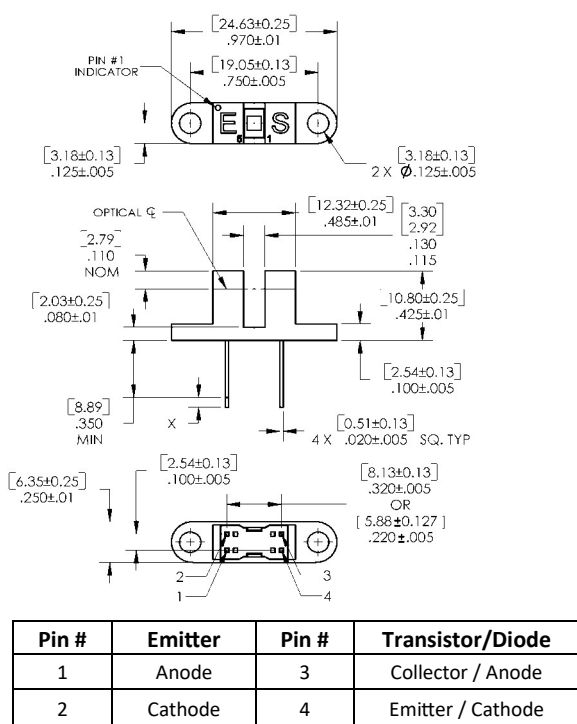 [24.63±0.25]
.970±.01
PIN #1
INDICATOR
[19.05±0.13]
.750±.005
E S
[3.18±0.13]
.125±.005
2 X [3.18±0.13]
Ø.125±.005
OPTICAL ℄
[12.32±0.25]
.485±.01
[3.30
2.92]
.130
.115
[2.79]
.110
NOM
[2.03±0.25]
.080±.01
[10.80±0.25]
.425±.01
[2.54±0.13]
.100±.005
[8.89]
.350
MIN
X
[0.51±0.13]
4 X .020±.005 SQ. TYP
[2.54±0.13]
.100±.005
[6.35±0.25]
.250±.01
[8.13±0.13]
.320±.005
OR
[5.88±0.127]
.220±.005
2
3
1
4
Pin # Emitter Pin # Transistor/Diode
1 Anode 3 Collector / Anode
2 Cathode 4 Emitter / Cathode